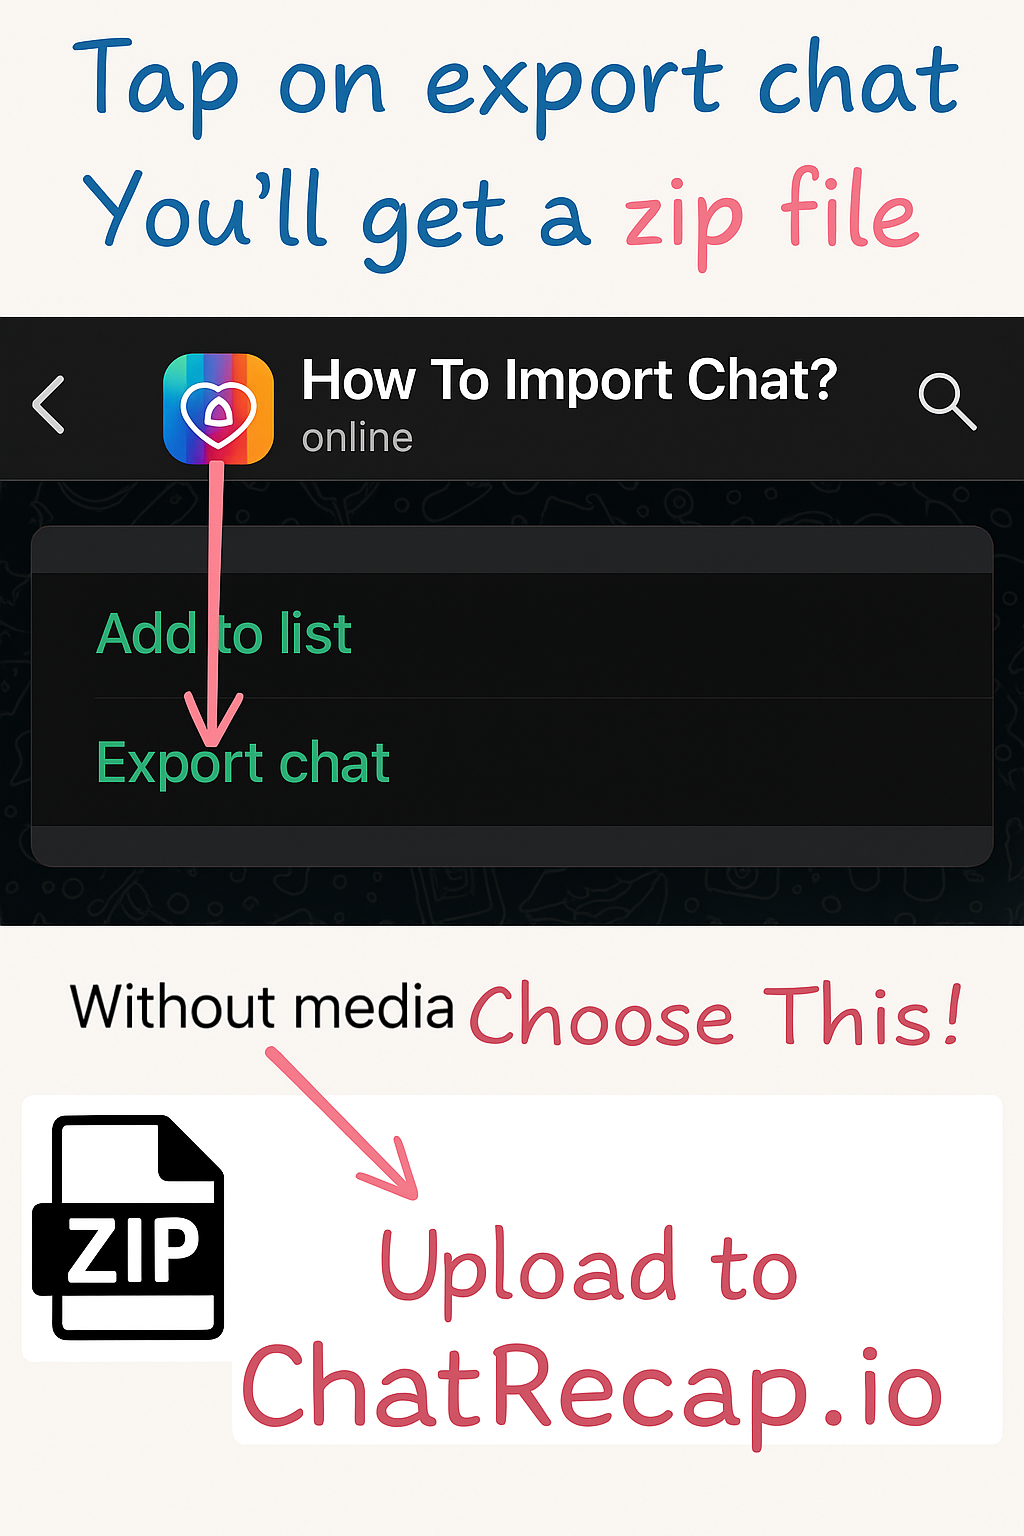 Tap on export chat
You'll get a zip file
How To Import Chat?
online
Add to list
Export chat
Without media Choose This!
ZIP
Upload to
ChatRecap.io